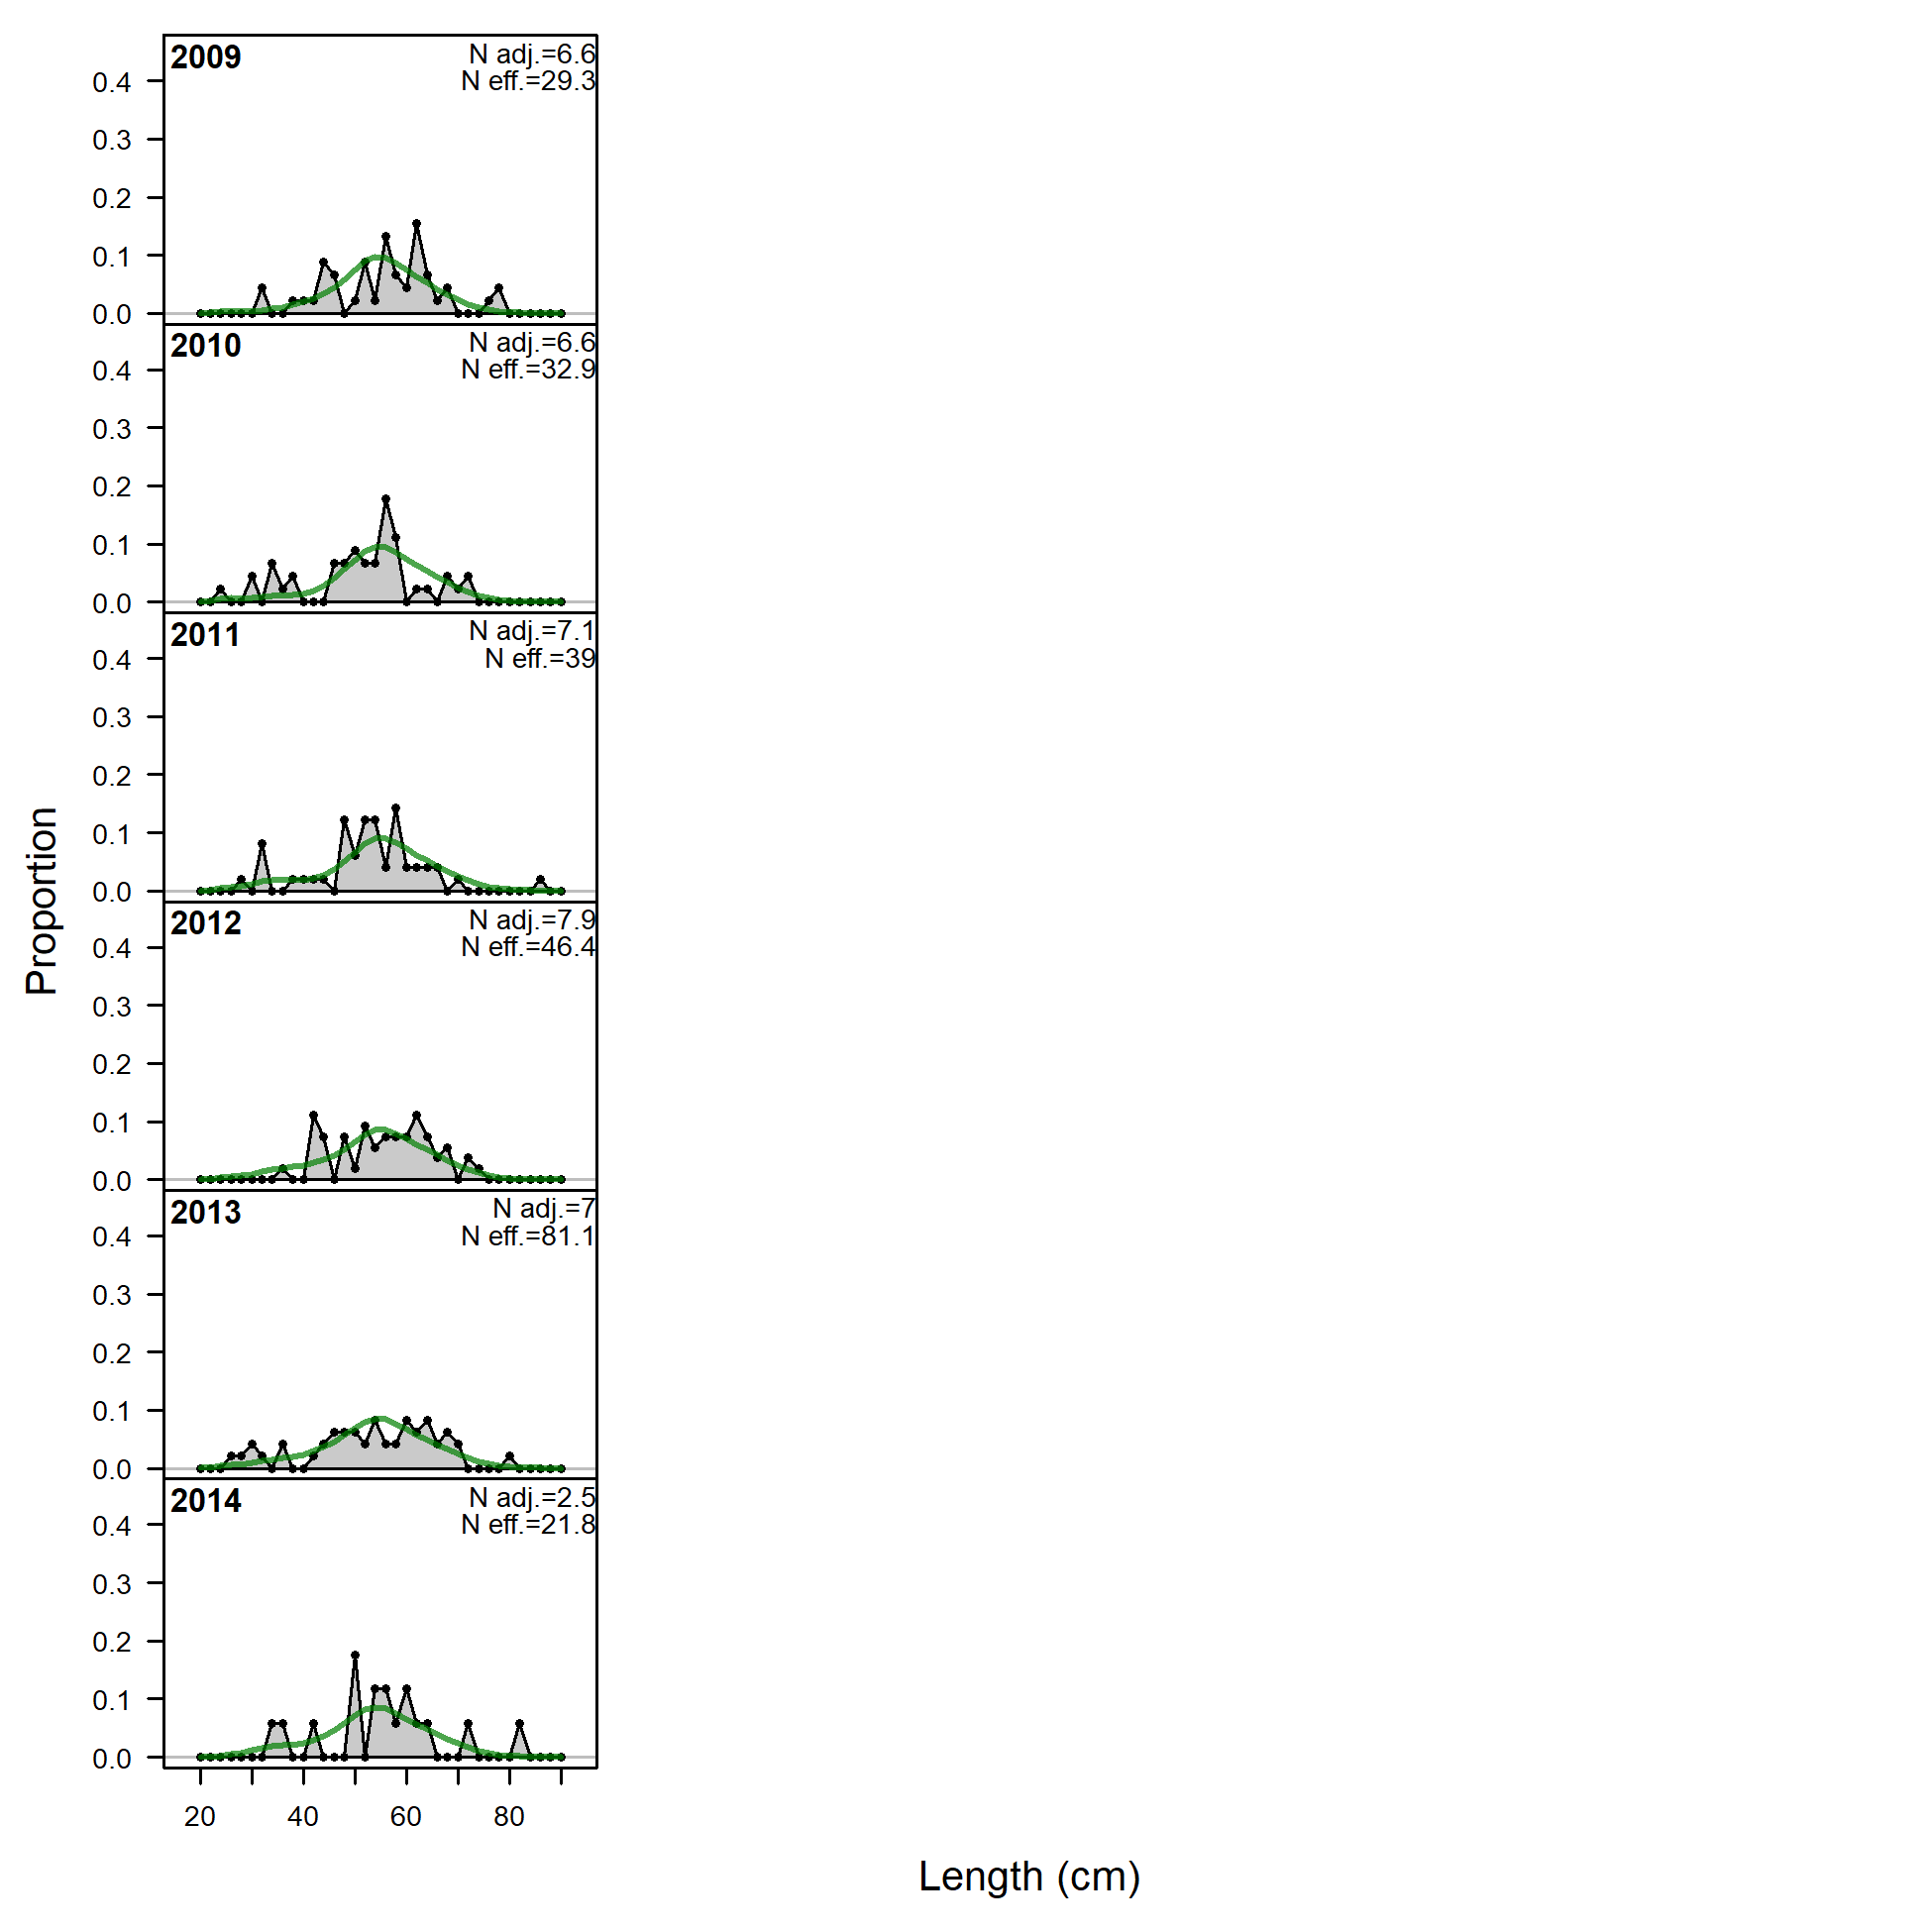 2009
N adj.=6.6
N eff.=29.3
0.4
0.3
0.2
0.1
0.0
2010
N adj.=6.6
N eff.=32.9
0.4
0.3
0.2
0.1
0.0
2011
N adj.=7.1
N eff.=39
0.4
0.3
0.2
0.1
0.0
2012
N adj.=7.9
N eff.=46.4
0.4
0.3
0.2
0.1
0.0
2013
N adj.=7
N eff.=81.1
0.4
0.3
0.2
0.1
0.0
2014
N adj.=2.5
N eff.=21.8
0.4
0.3
0.2
0.1
0.0
20 40 60 80
Proportion
Length (cm)